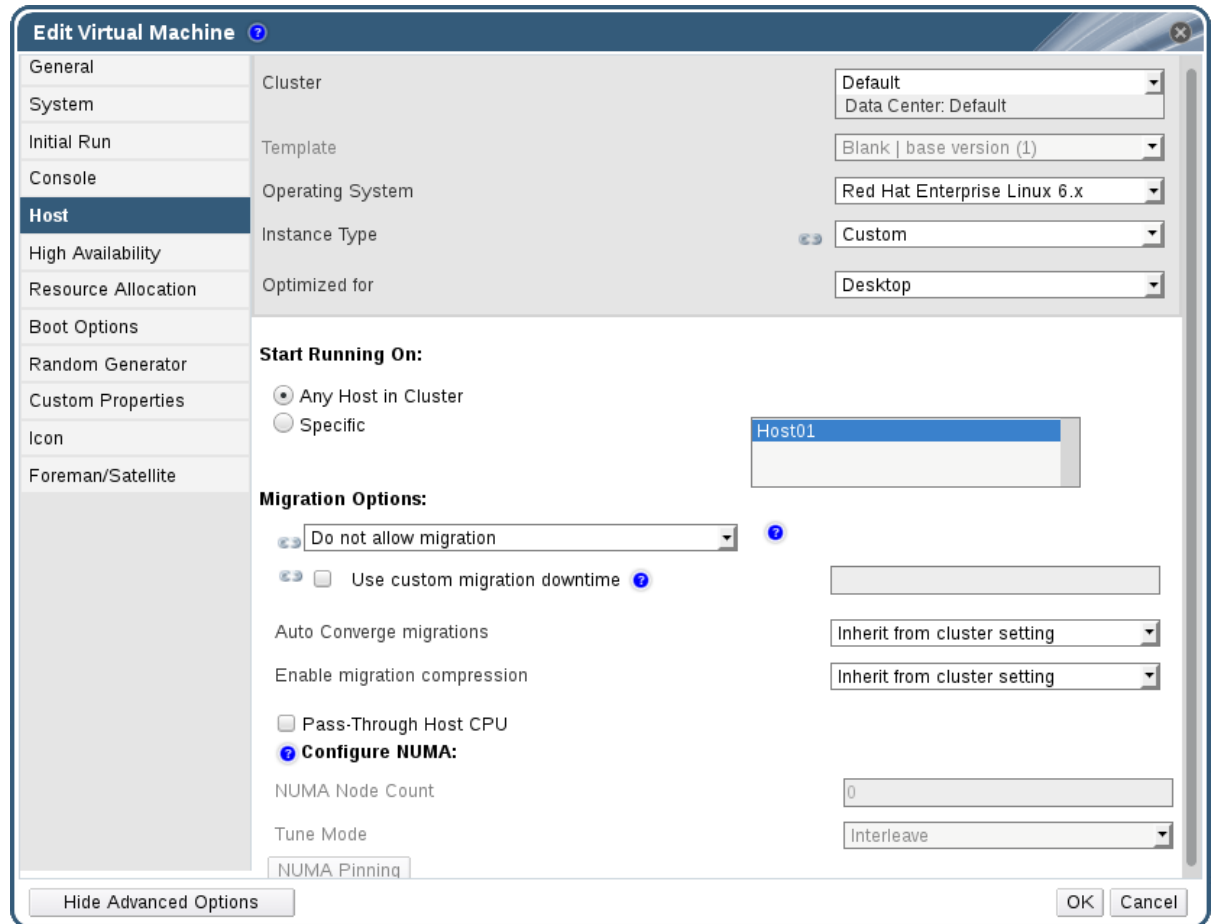 Edit Virtual Machine ?
General
System
Initial Run
Console
Host
High Availability
Resource Allocation
Boot Options
Random Generator
Custom Properties
Icon
Foreman/Satellite
Cluster Default
Data Center: Default
Template Blank | base version (1)
Operating System Red Hat Enterprise Linux 6.x
Instance Type Custom
Optimized for Desktop
Start Running On:
Any Host in Cluster
Specific
Host01
Migration Options:
Do not allow migration ?
Use custom migration downtime ?
Auto Converge migrations Inherit from cluster setting
Enable migration compression Inherit from cluster setting
Pass-Through Host CPU
? Configure NUMA:
NUMA Node Count 0
Tune Mode Interleave
NUMA Pinning
Hide Advanced Options OK Cancel